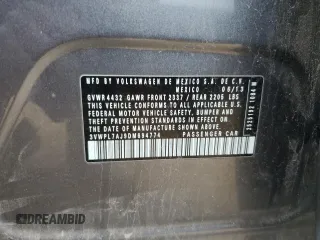 MFD BY VOLKSWAGEN DE MEXICO S.A. DE C.V.
MEXICO 06/13
GVWR 4432 GAWR FRONT 2337 / REAR 2206 LBS
THIS VEHICLE CONFORMS TO ALL APPLICABLE
FEDERAL MOTOR VEHICLE SAFETY, BUMPER AND
THEFT PREVENTION STANDARDS IN EFFECT ON THE
DATE OF MANUFACTURE SHOWN ABOVE.
3VWPL7AJ5DM694774 PASSENGER CAR
© DREAMBID